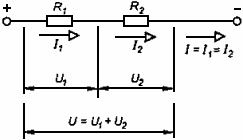 + R₁ R₂ −
I₁ I₂ I = I₁ = I₂
U₁ U₂
U = U₁ + U₂